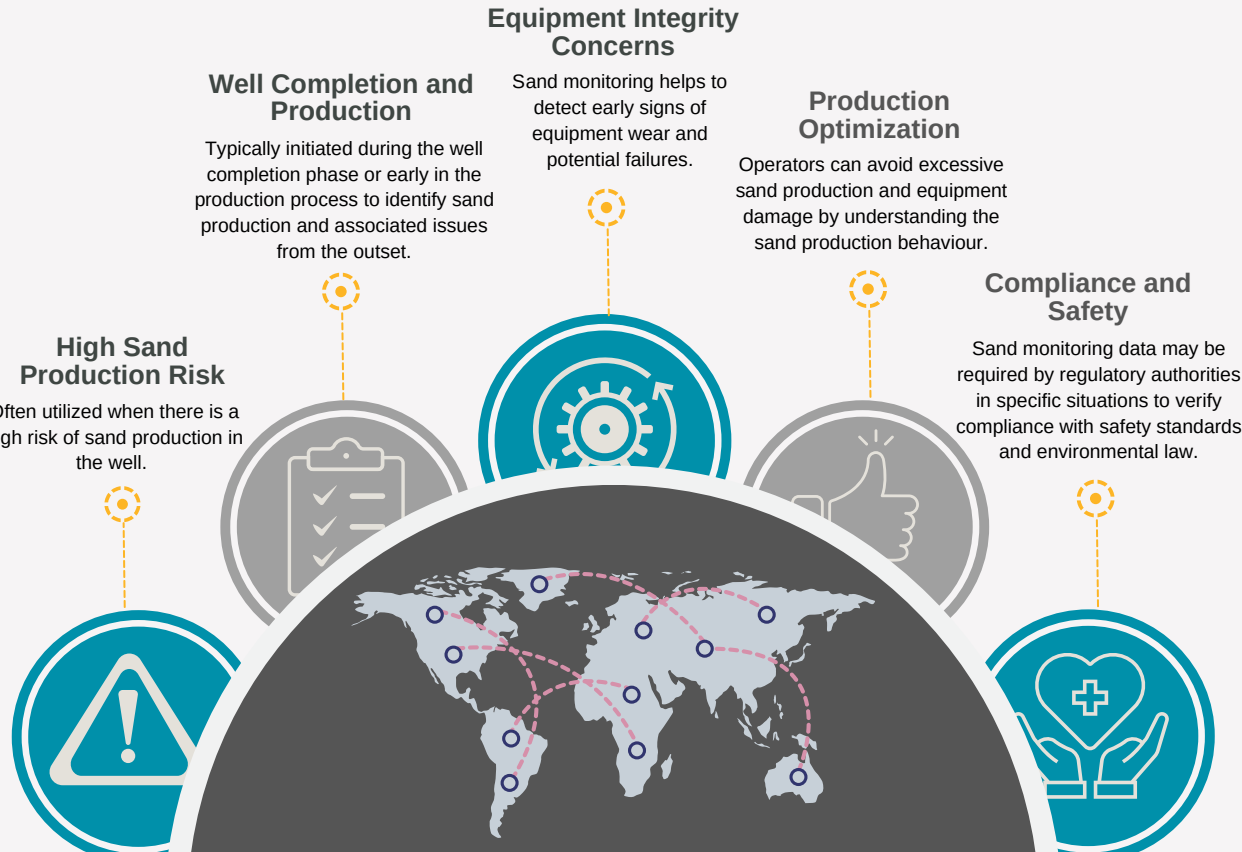 Equipment Integrity
Concerns
Sand monitoring helps to
detect early signs of
equipment wear and
potential failures.
Well Completion and
Production
Typically initiated during the well
completion phase or early in the
production process to identify sand
production and associated issues
from the outset.
Production
Optimization
Operators can avoid excessive
sand production and equipment
damage by understanding the
sand production behaviour.
High Sand
Production Risk
Often utilized when there is a
high risk of sand production in
the well.
Compliance and
Safety
Sand monitoring data may be
required by regulatory authorities
in specific situations to verify
compliance with safety standards
and environmental law.